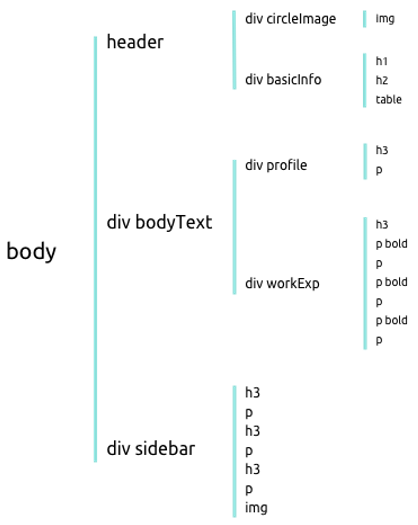 body
header
div circleImage
img
div basicInfo
h1
h2
table
div bodyText
div profile
h3
p
div workExp
h3
p bold
p
p bold
p
p bold
p
div sidebar
h3
p
h3
p
h3
p
img